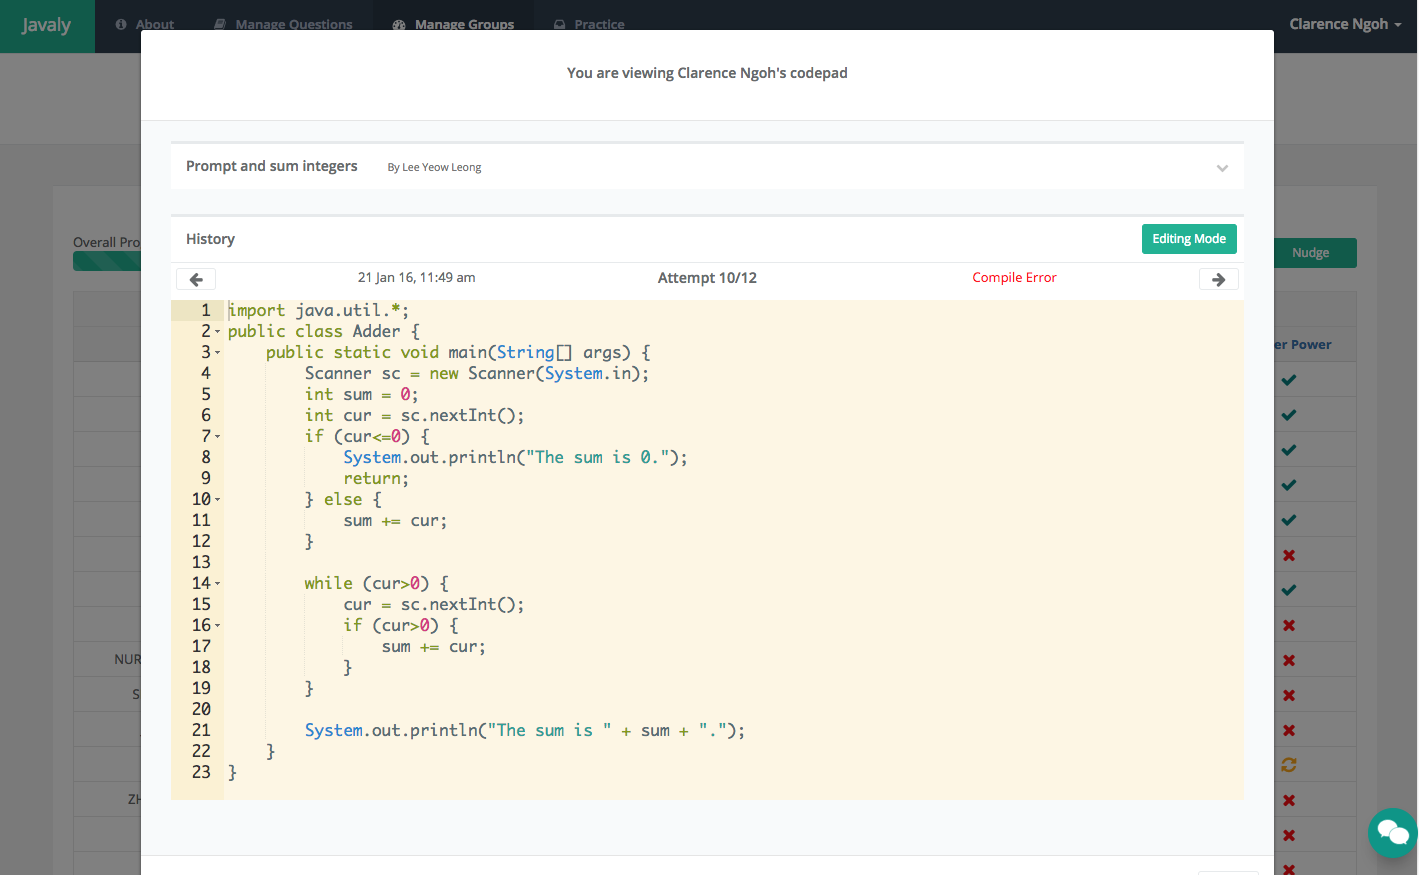 Javaly
About
Manage Questions
Manage Groups
Practice
Clarence Ngoh
You are viewing Clarence Ngoh's codepad
Prompt and sum integers By Lee Yeow Leong
Overall Pro
History
Editing Mode
Nudge
21 Jan 16, 11:49 am
Attempt 10/12
Compile Error
1 import java.util.*;
2 public class Adder {
3 public static void main(String[] args) {
4 Scanner sc = new Scanner(System.in);
5 int sum = 0;
6 int cur = sc.nextInt();
7 if (cur<=0) {
8 System.out.println("The sum is 0.");
9 return;
10 } else {
11 sum += cur;
12 }
13
14 while (cur>0) {
15 cur = sc.nextInt();
16 if (cur>0) {
17 sum += cur;
18 }
19 }
20
21 System.out.println("The sum is " + sum + ".");
22 }
23 }
er Power
NUR
S
ZH